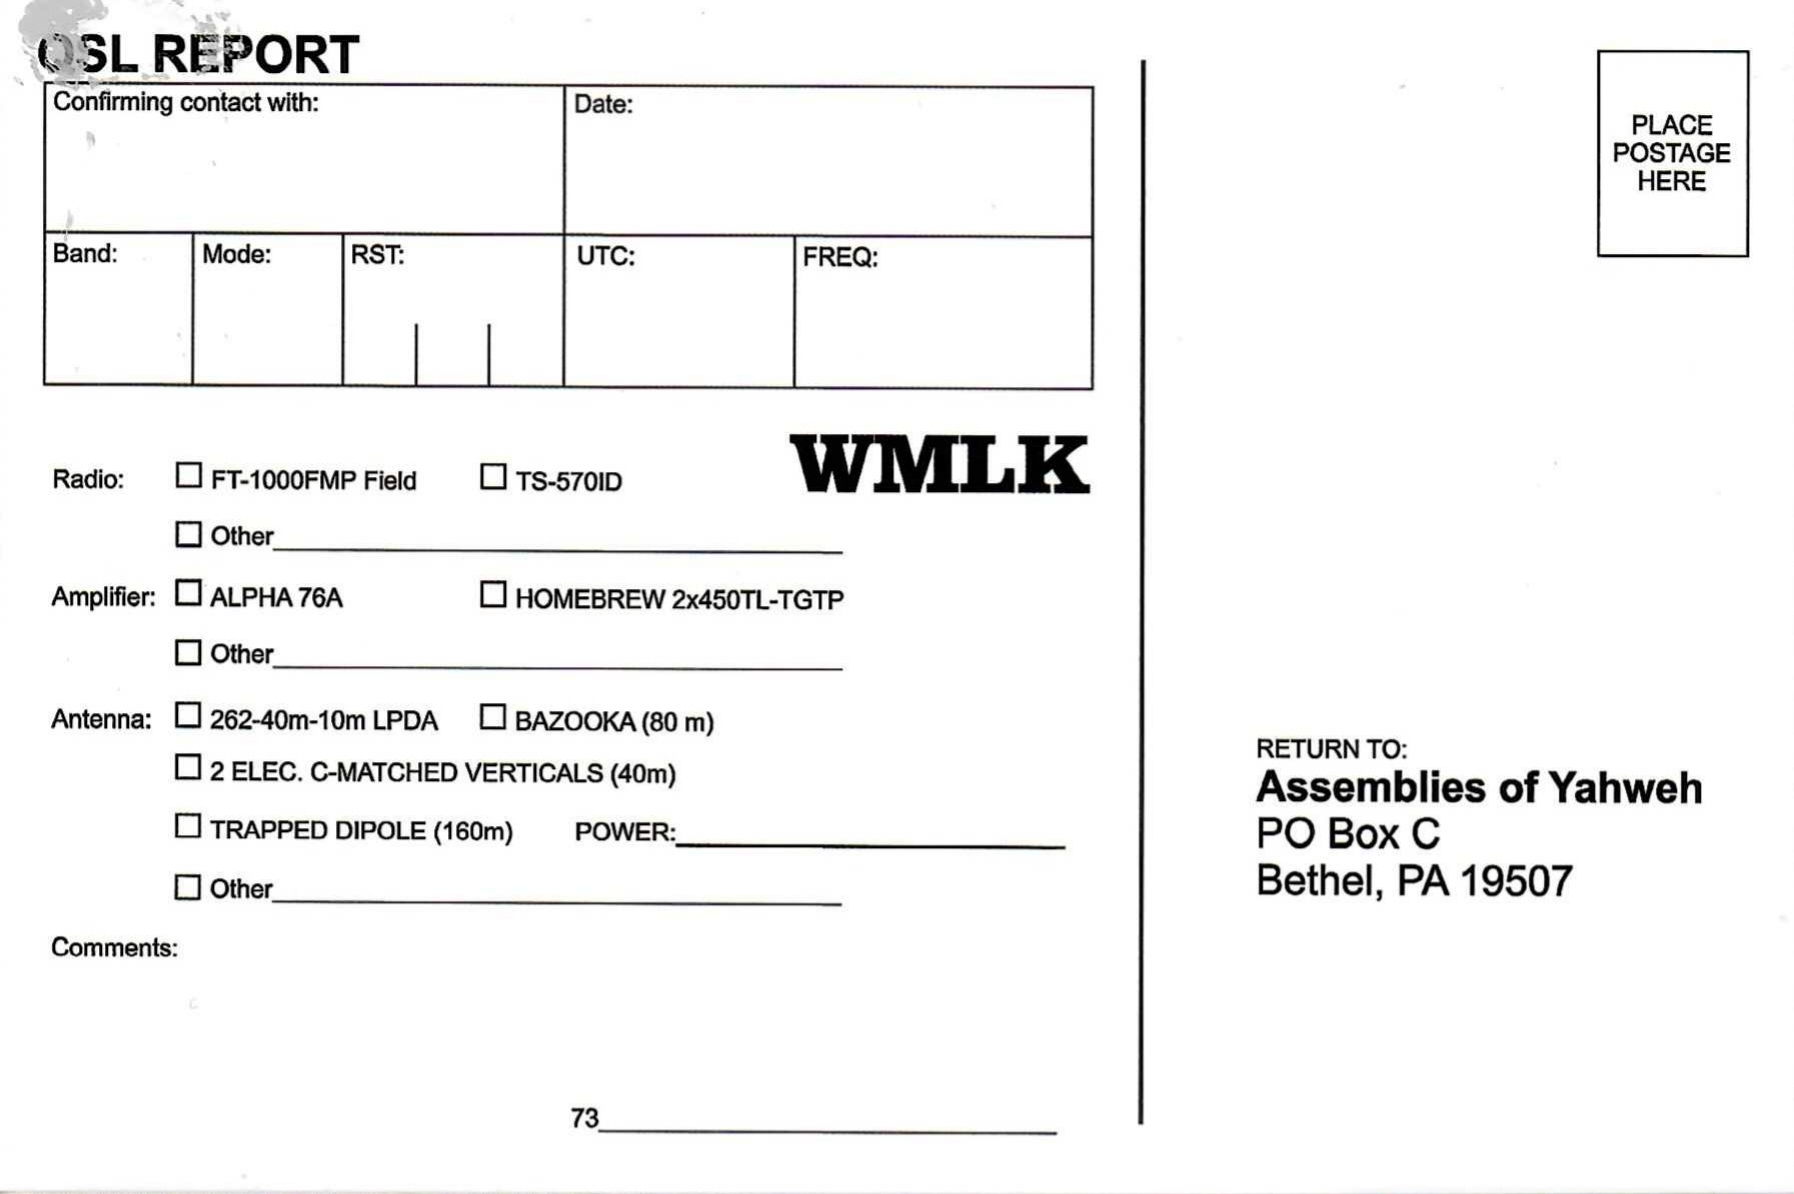 QSL REPORT
Confirming contact with:
Date:
Band:
Mode:
RST:
UTC:
FREQ:
WMLK
Radio: FT-1000FMP Field TS-570ID
Other
Amplifier: ALPHA 76A HOMEBREW 2x450TL-TGTP
Other
Antenna: 262-40m-10m LPDA BAZOOKA (80 m)
2 ELEC. C-MATCHED VERTICALS (40m)
TRAPPED DIPOLE (160m) POWER:
Other
Comments:
73
PLACE
POSTAGE
HERE
RETURN TO:
Assemblies of Yahweh
PO Box C
Bethel, PA 19507